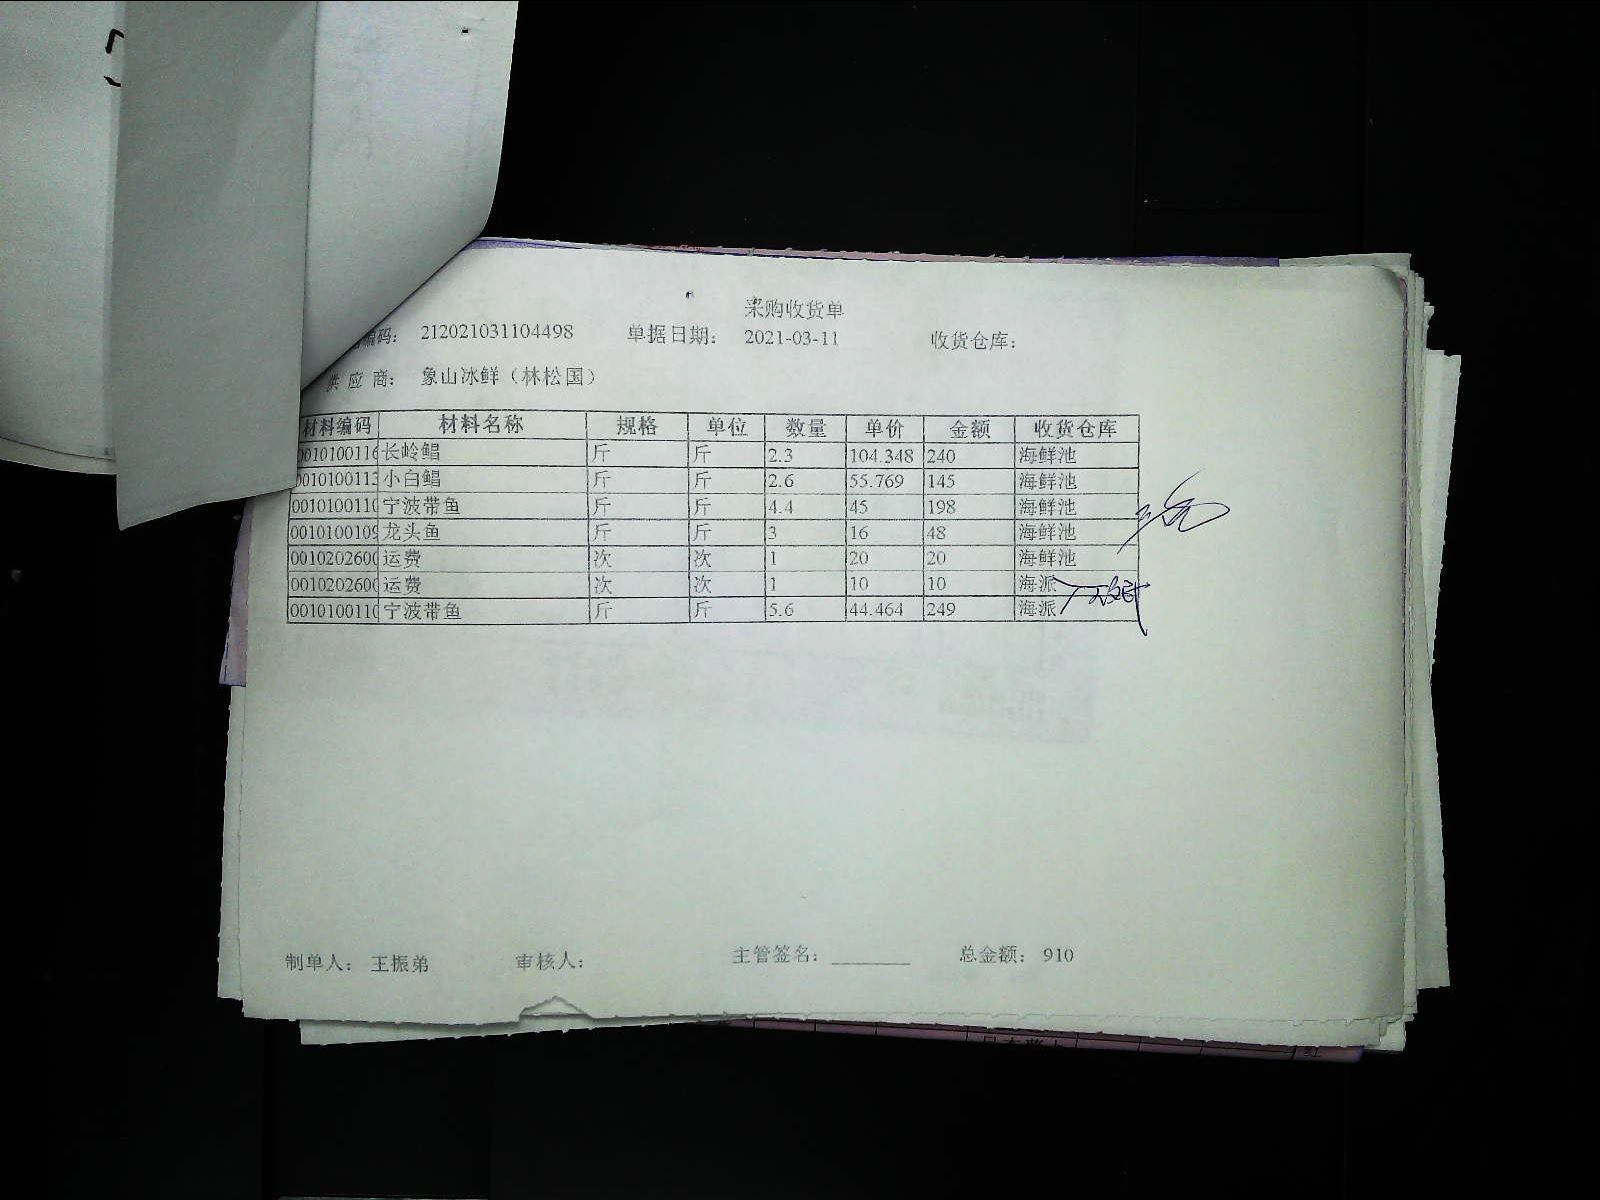 采购收货单
编码： 212021031104498 单据日期： 2021-03-11 收货仓库：
供应商： 象山冰鲜（林松国）
材料编码 材料名称 规格 单位 数量 单价 金额 收货仓库
0010100116 长岭鲳 斤 斤 2.3 104.348 240 海鲜池
0010100113 小白鲳 斤 斤 2.6 55.769 145 海鲜池
0010100110 宁波带鱼 斤 斤 4.4 45 198 海鲜池
0010100109 龙头鱼 斤 斤 3 16 48 海鲜池
0010202600 运费 次 次 1 20 20 海鲜池
0010202600 运费 次 次 1 10 10 海派
0010100110 宁波带鱼 斤 斤 5.6 44.464 249 海派
制单人： 王振弟 审核人： 主管签名： 总金额： 910